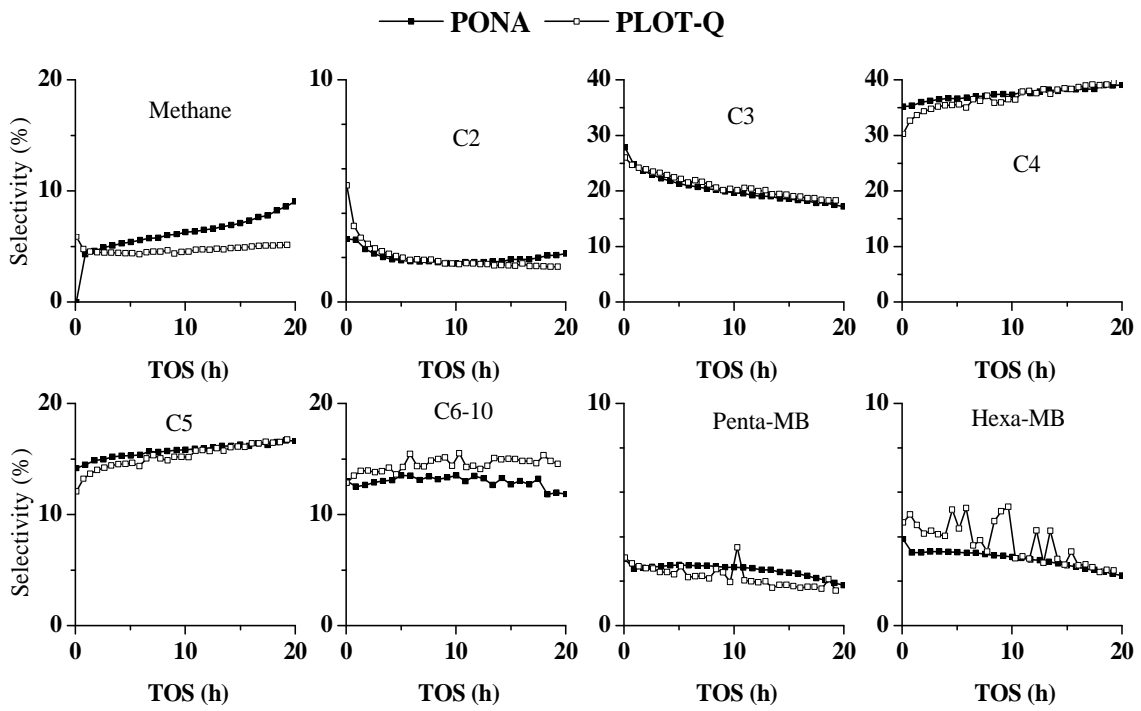 PONA PLOT-Q
20 10 40 40
Methane C2 C3 C4
30 30
10 20 20
10 10
0 0 0 0
0 10 20 0 10 20 0 10 20 0 10 20
Selectivity (%)
TOS (h) TOS (h) TOS (h) TOS (h)
20 20 10 10
C5 C6-10 Penta-MB Hexa-MB
10 10
0 0 0 0
0 10 20 0 10 20 0 10 20 0 10 20
Selectivity (%)
TOS (h) TOS (h) TOS (h) TOS (h)